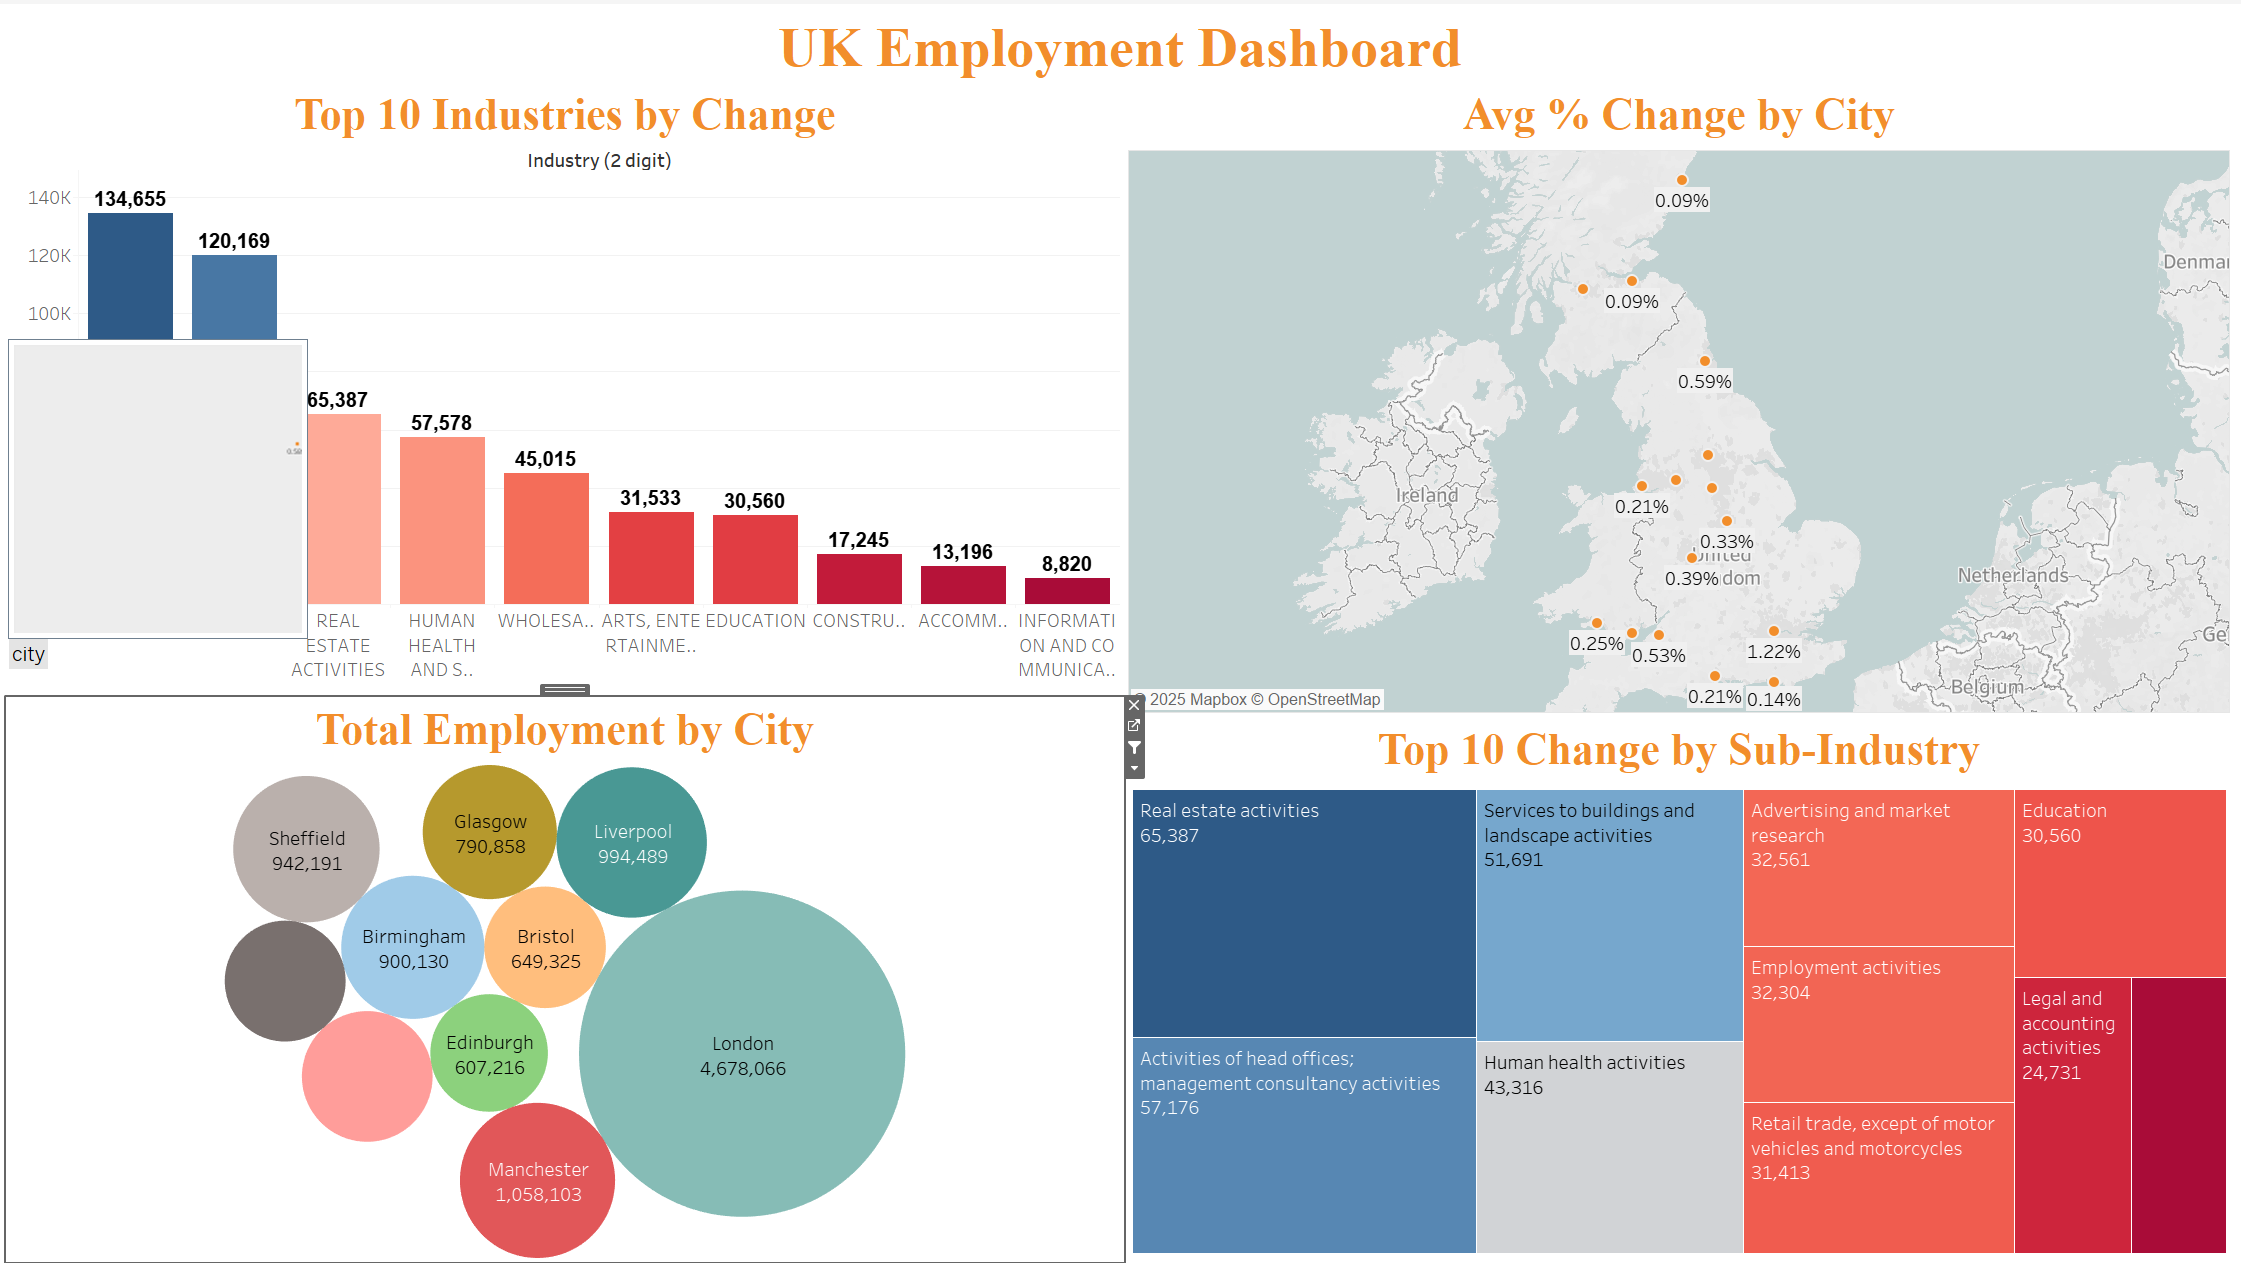 UK Employment Dashboard
Top 10 Industries by Change
Industry (2 digit)
140K
120K
100K
134,655
120,169
65,387
57,578
45,015
31,533
30,560
17,245
13,196
8,820
REAL
ESTATE
ACTIVITIES
HUMAN
HEALTH
AND S..
WHOLESA..
ARTS, ENTE
RTAINME..
EDUCATION
CONSTRU..
ACCOMM..
INFORMATI
ON AND CO
MMUNICA..
city
Avg % Change by City
0.09%
0.09%
0.59%
0.21%
0.33%
0.39%
0.25%
0.53%
1.22%
0.21%
0.14%
Denmar
Ireland
United
dom
Netherlands
Belgium
Ge
© 2025 Mapbox © OpenStreetMap
Total Employment by City
Sheffield
942,191
Glasgow
790,858
Liverpool
994,489
Birmingham
900,130
Bristol
649,325
Edinburgh
607,216
London
4,678,066
Manchester
1,058,103
Top 10 Change by Sub-Industry
Real estate activities
65,387
Activities of head offices;
management consultancy activities
57,176
Services to buildings and
landscape activities
51,691
Human health activities
43,316
Advertising and market
research
32,561
Employment activities
32,304
Retail trade, except of motor
vehicles and motorcycles
31,413
Education
30,560
Legal and
accounting
activities
24,731